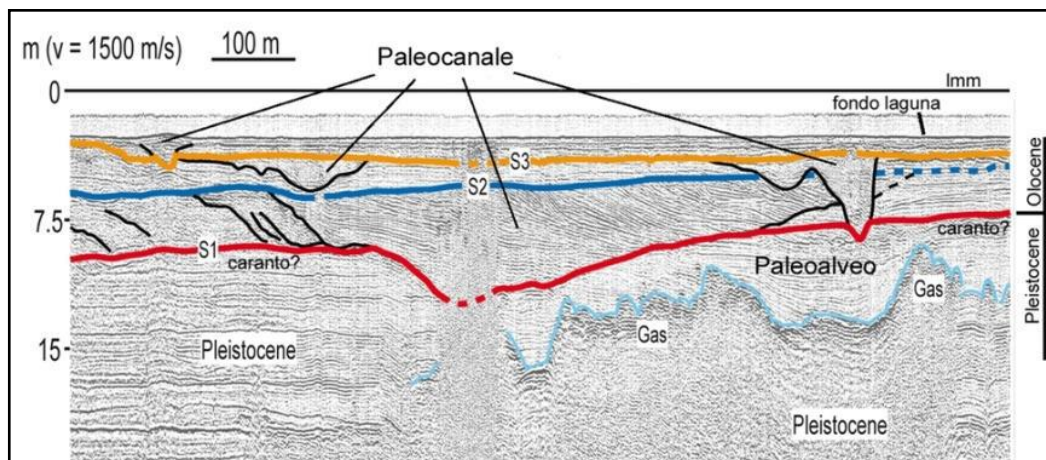 m (v = 1500 m/s) 100 m
Paleocanale
0
lmm
fondo laguna
S3
S2
7.5
S1
caranto?
caranto?
Paleoalveo
Gas
Gas
15
Pleistocene
Pleistocene
Olocene
Pleistocene